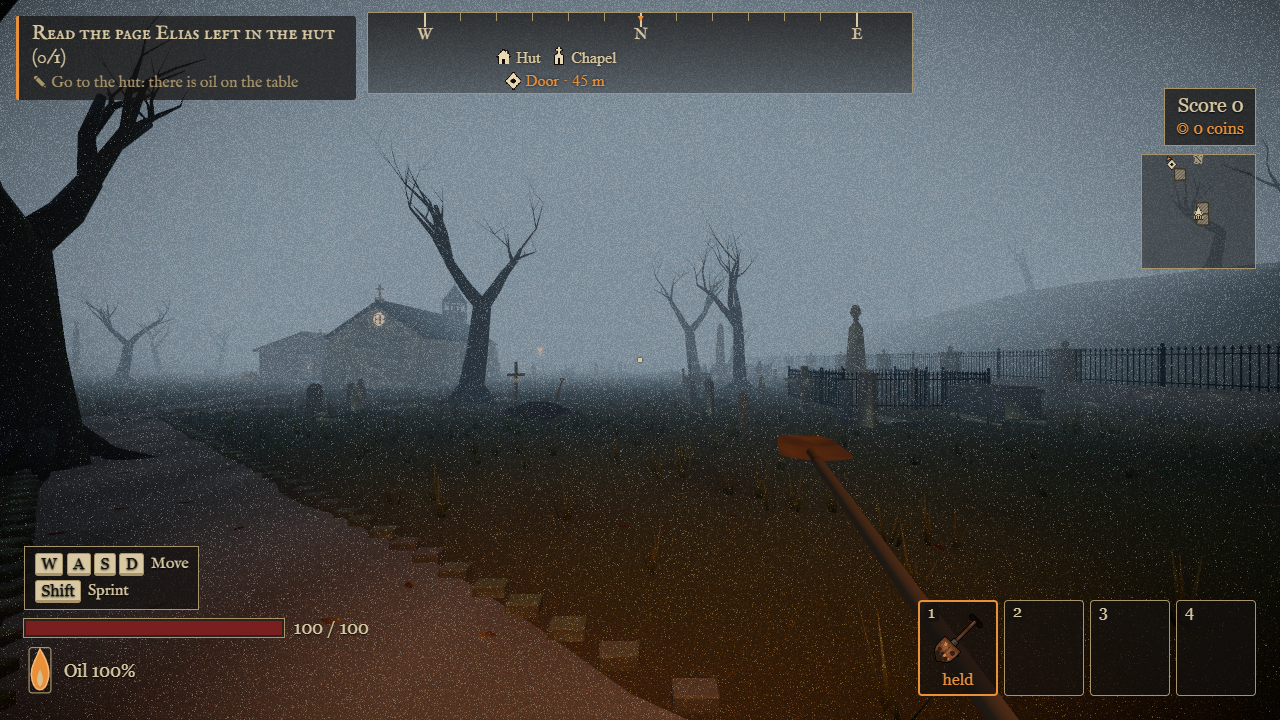 Read the page Elias left in the hut
(0/1)
Go to the hut: there is oil on the table
W N E
Hut Chapel
Door · 45 m
Score 0
0 coins
W A S D Move
Shift Sprint
100 / 100
Oil 100%
1 2 3 4
held